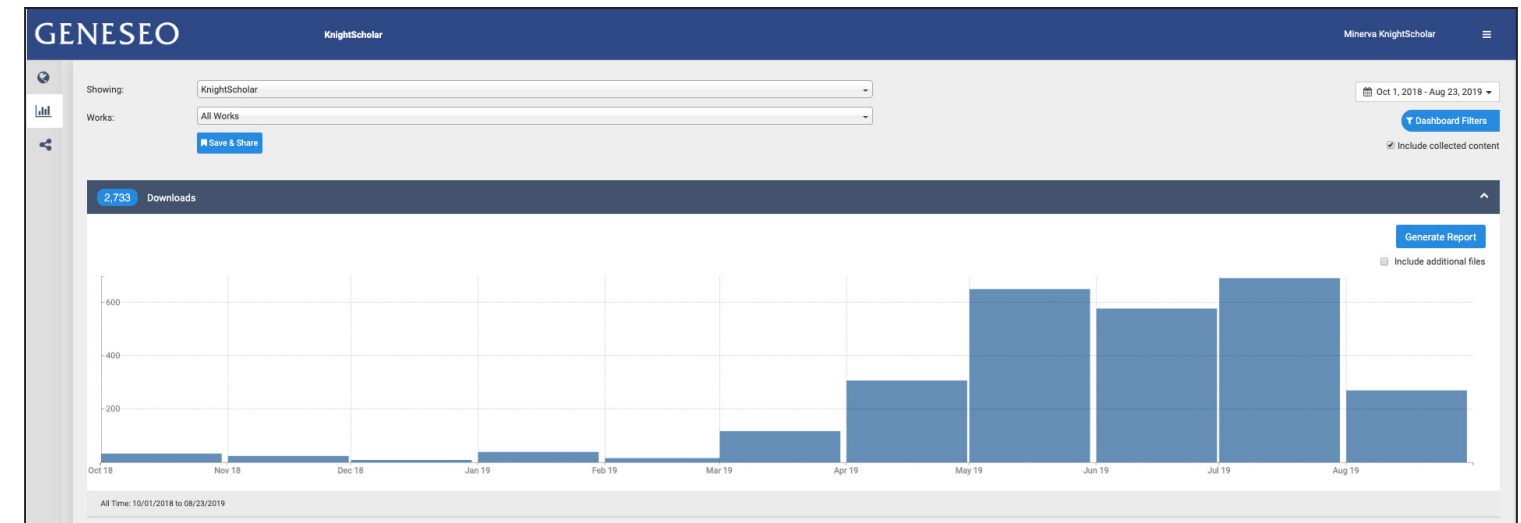 GENESEO
KnightScholar
Minerva KnightScholar
Showing:
KnightScholar
Oct 1, 2018 - Aug 23, 2019
Works:
All Works
Dashboard Filters
Save & Share
Include collected content
2,733 Downloads
Generate Report
Include additional files
600
400
200
Oct 18 Nov 18 Dec 18 Jan 19 Feb 19 Mar 19 Apr 19 May 19 Jun 19 Jul 19 Aug 19
All Time: 10/01/2018 to 08/23/2019